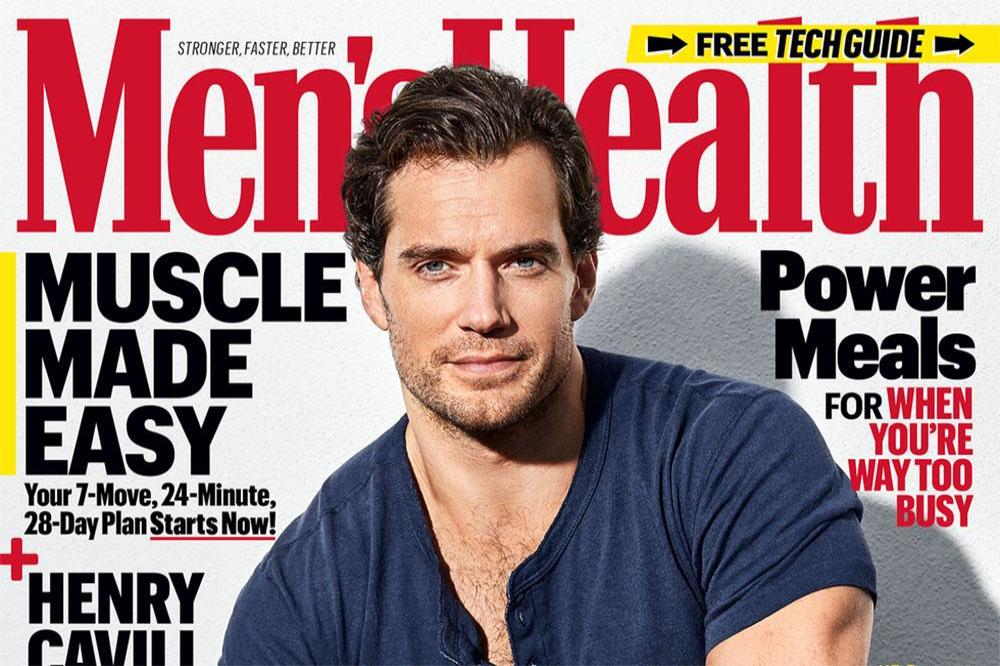 STRONGER, FASTER, BETTER
FREE TECH GUIDE
Men's Health
MUSCLE
MADE
EASY
Your 7-Move, 24-Minute,
28-Day Plan Starts Now!
+
HENRY
CAVILL
Power
Meals
FOR WHEN
YOU'RE
WAY TOO
BUSY